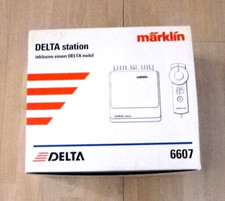 DELTA station
märklin
inklusive einem DELTA mobil
DELTA
6607